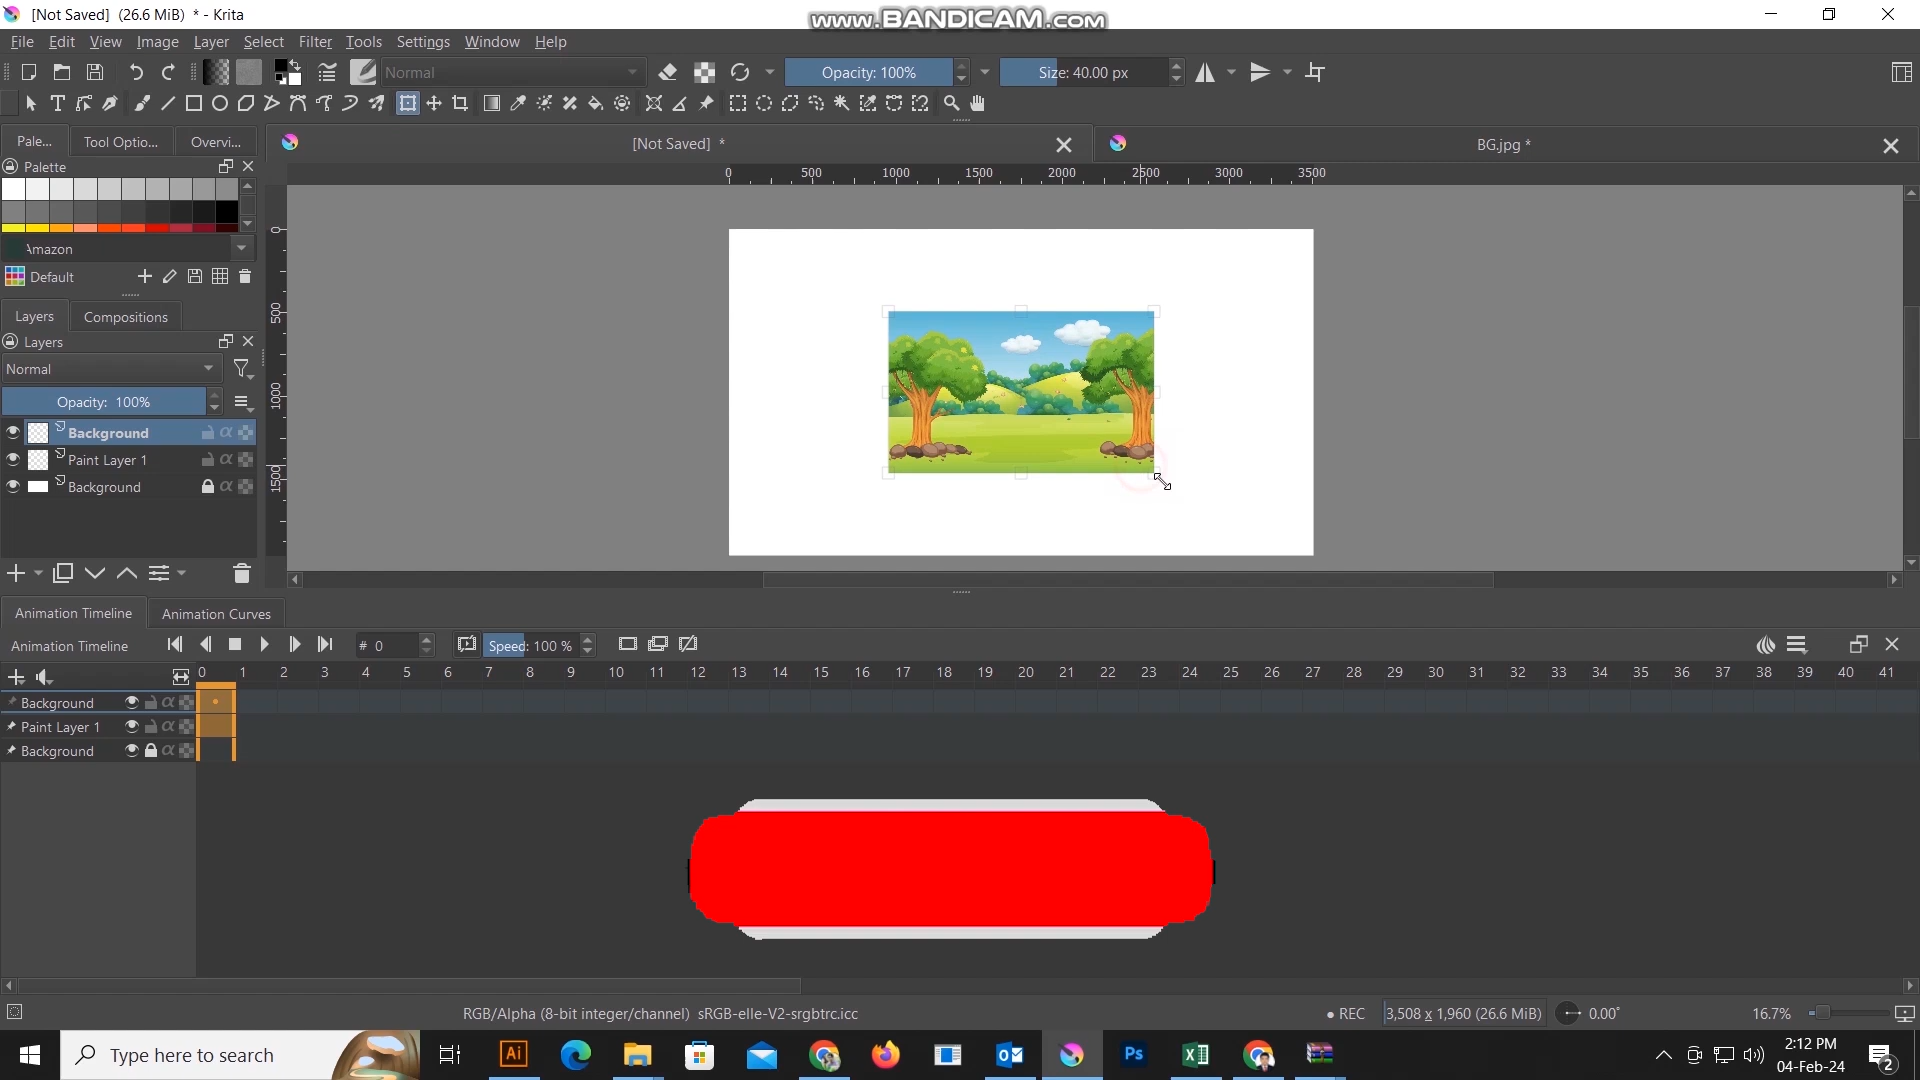 [Not Saved]  (26.6 MiB)  * - Krita
www.BANDICAM.com
File Edit View Image Layer Select Filter Tools Settings Window Help
Normal
Opacity: 100%
Size: 40.00 px
Pale... Tool Optio... Overvi...
[Not Saved]  *
BG.jpg *
Palette
0 500 1000 1500 2000 2500 3000 3500
0
500
1000
1500
Amazon
Default
Layers Compositions
Layers
Normal
Opacity:  100%
Background
Paint Layer 1
Background
Animation Timeline Animation Curves
Animation Timeline
# 0
Speed: 100 %
0 1 2 3 4 5 6 7 8 9 10 11 12 13 14 15 16 17 18 19 20 21 22 23 24 25 26 27 28 29 30 31 32 33 34 35 36 37 38 39 40 41
Background
Paint Layer 1
Background
RGB/Alpha (8-bit integer/channel)  sRGB-elle-V2-srgbtrc.icc
● REC
3,508 x 1,960 (26.6 MiB)
0.00°
16.7%
Type here to search
Ai
Ps
2:12 PM
04-Feb-24
2